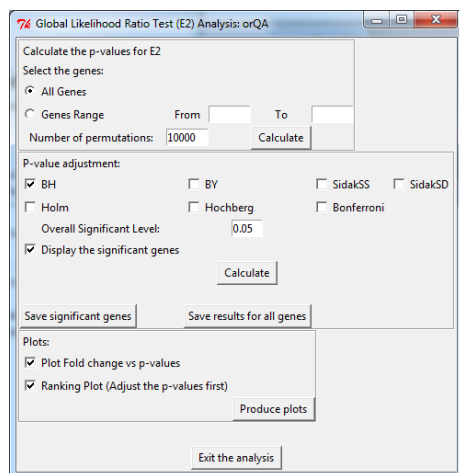 Global Likelihood Ratio Test (E2) Analysis: orQA
Calculate the p-values for E2
Select the genes:
All Genes
Genes Range From To
Number of permutations: 10000 Calculate
P-value adjustment:
BH BY SidakSS SidakSD
Holm Hochberg Bonferroni
Overall Significant Level: 0.05
Display the significant genes
Calculate
Save significant genes Save results for all genes
Plots:
Plot Fold change vs p-values
Ranking Plot (Adjust the p-values first)
Produce plots
Exit the analysis